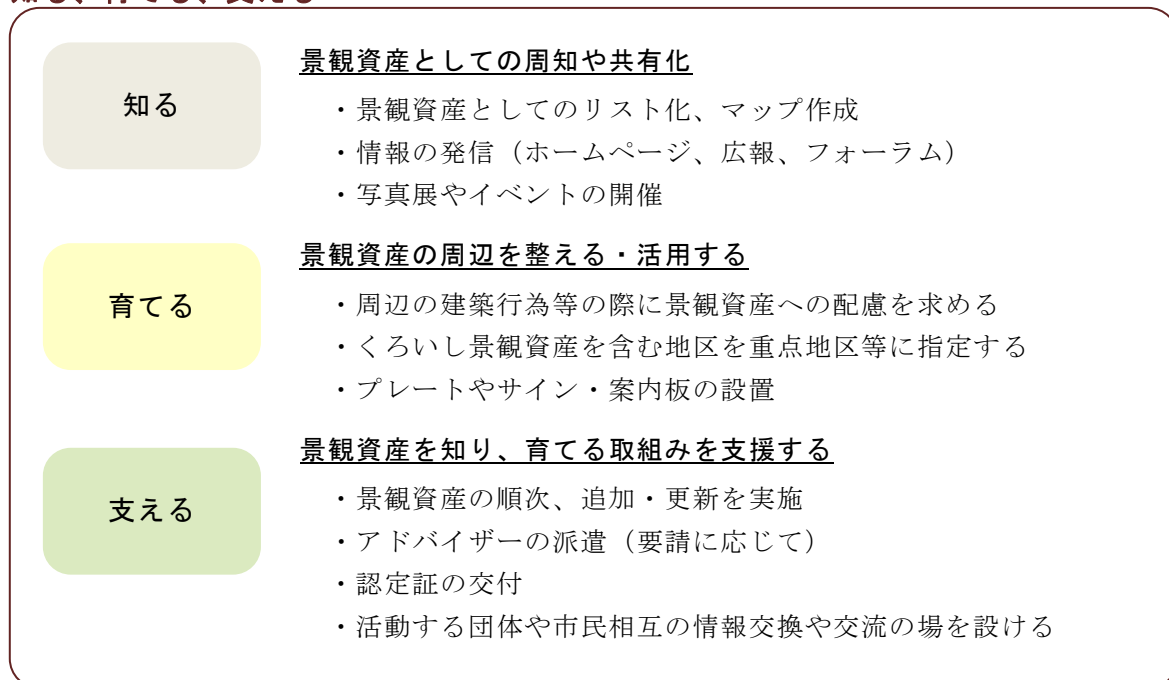 知る、育てる、支える
知る
景観資産としての周知や共有化
・景観資産としてのリスト化、マップ作成
・情報の発信（ホームページ、広報、フォーラム）
・写真展やイベントの開催
育てる
景観資産の周辺を整える・活用する
・周辺の建築行為等の際に景観資産への配慮を求める
・くろいし景観資産を含む地区を重点地区等に指定する
・プレートやサイン・案内板の設置
支える
景観資産を知り、育てる取組みを支援する
・景観資産の順次、追加・更新を実施
・アドバイザーの派遣（要請に応じて）
・認定証の交付
・活動する団体や市民相互の情報交換や交流の場を設ける